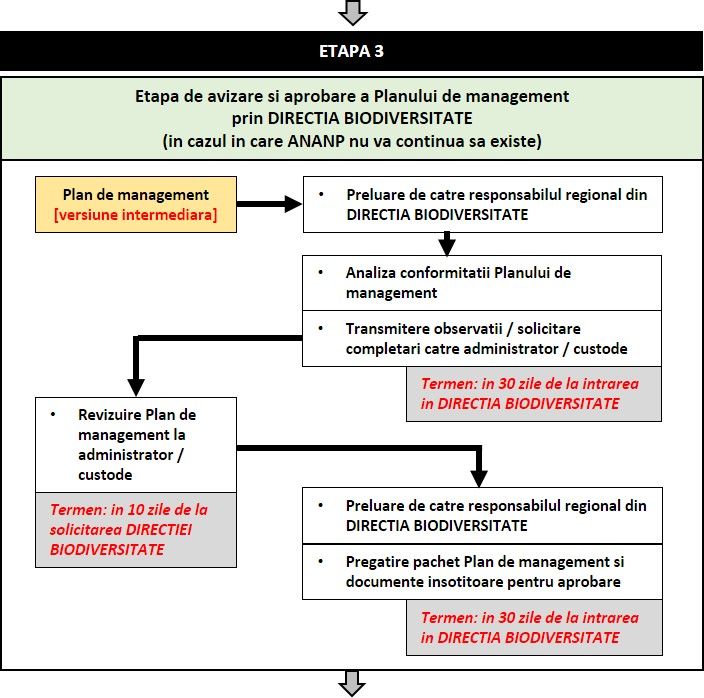 ETAPA 3
Etapa de avizare si aprobare a Planului de management
prin DIRECTIA BIODIVERSITATE
(in cazul in care ANANP nu va continua sa existe)
Plan de management
[versiune intermediara]
• Preluare de catre responsabilul regional din
DIRECTIA BIODIVERSITATE
• Analiza conformitatii Planului de
management
• Transmitere observatii / solicitare
completari catre administrator / custode
Termen: in 30 zile de la intrarea
in DIRECTIA BIODIVERSITATE
• Revizuire Plan de
management la
administrator /
custode
Termen: in 10 zile de la
solicitarea DIRECTIEI
BIODIVERSITATE
• Preluare de catre responsabilul regional din
DIRECTIA BIODIVERSITATE
• Pregatire pachet Plan de management si
documente insotitoare pentru aprobare
Termen: in 30 zile de la intrarea
in DIRECTIA BIODIVERSITATE